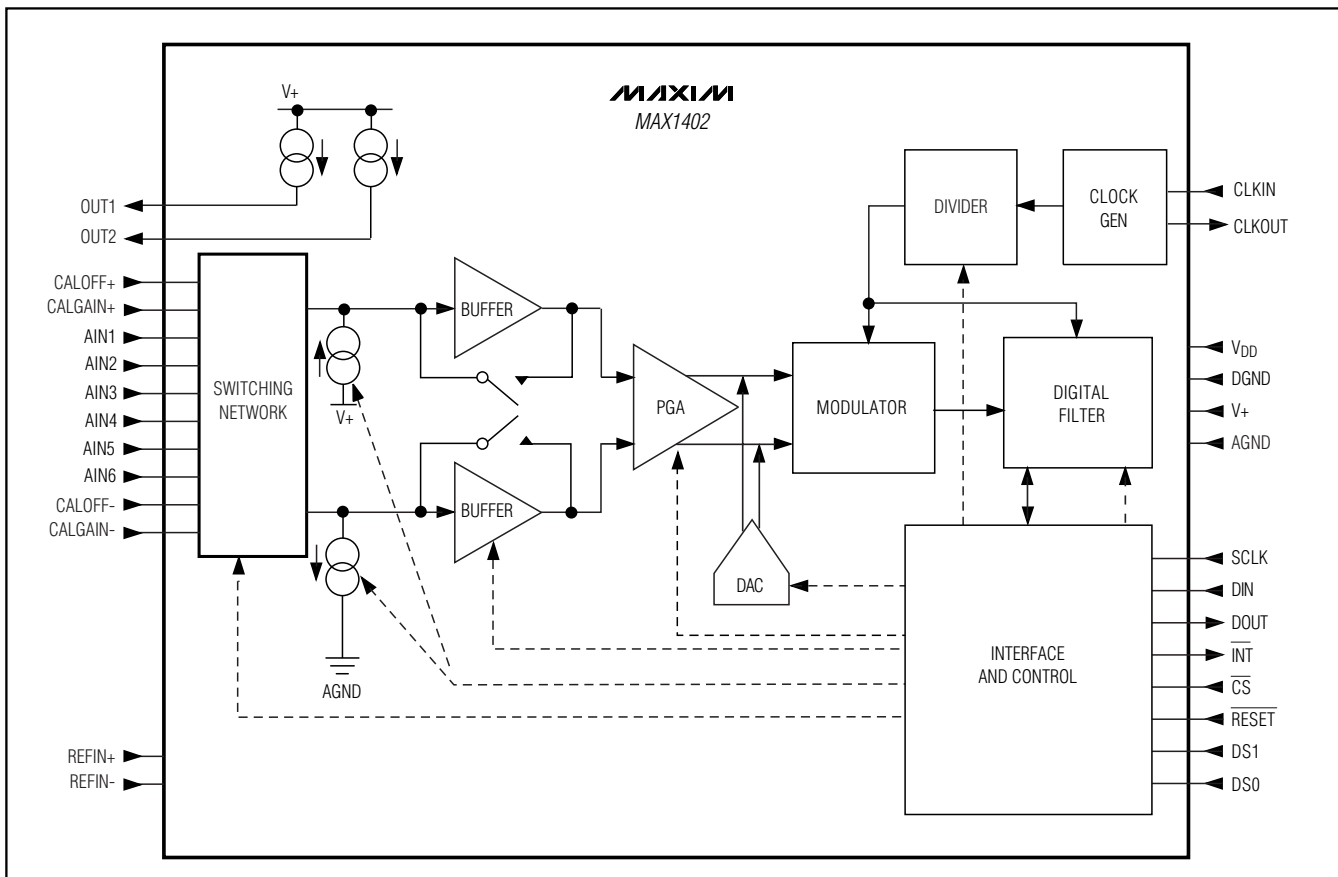 MAXIM
MAX1402
V+
OUT1
OUT2
CALOFF+
CALGAIN+
AIN1
AIN2
AIN3
AIN4
AIN5
AIN6
CALOFF-
CALGAIN-
REFIN+
REFIN-
SWITCHING
NETWORK
V+
AGND
BUFFER
BUFFER
PGA
DAC
MODULATOR
DIVIDER
CLOCK
GEN
DIGITAL
FILTER
INTERFACE
AND CONTROL
CLKIN
CLKOUT
VDD
DGND
V+
AGND
SCLK
DIN
DOUT
INT
CS
RESET
DS1
DS0